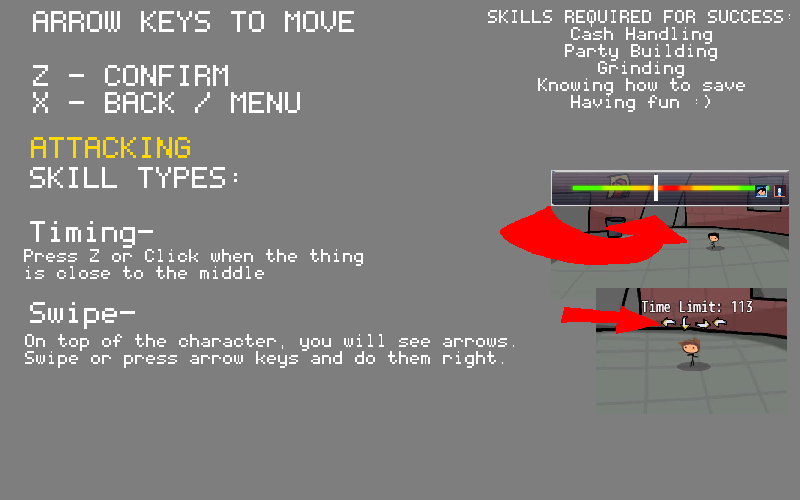 ARROW KEYS TO MOVE
Z - CONFIRM
X - BACK / MENU
ATTACKING
SKILL TYPES:
Timing-
Press Z or Click when the thing
is close to the middle
Swipe-
On top of the character, you will see arrows.
Swipe or press arrow keys and do them right.
SKILLS REQUIRED FOR SUCCESS:
Cash Handling
Party Building
Grinding
Knowing how to save
Having fun :)
Time Limit: 113